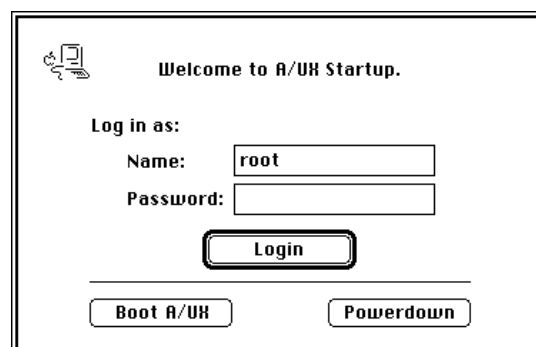 Welcome to A/UX Startup.
Log in as:
Name: root
Password:
Login
Boot A/UX Powerdown